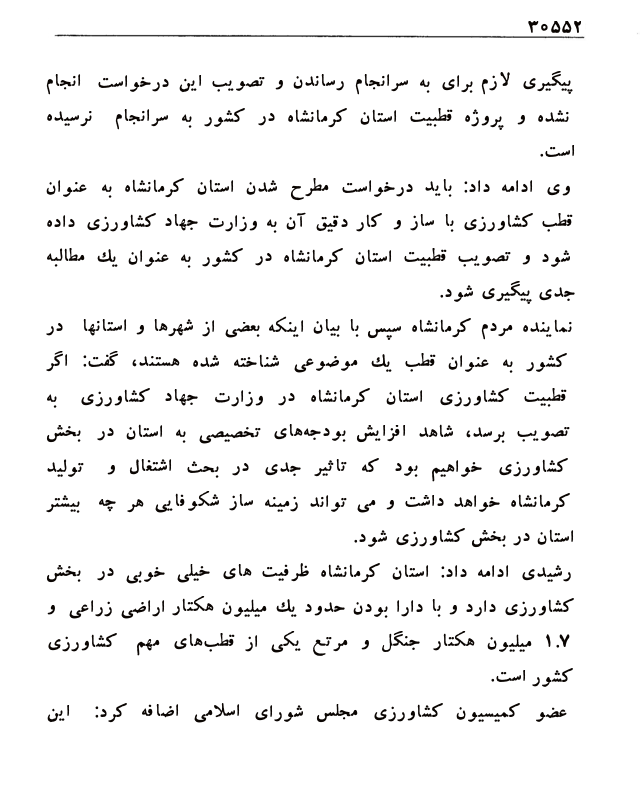 ۳۰۵۵۲
پیگیری لازم برای به سرانجام رساندن و تصویب این درخواست انجام
نشده و پروژه قطبیت استان کرمانشاه در کشور به سرانجام نرسیده
است.
وی ادامه داد: باید درخواست مطرح شدن استان کرمانشاه به عنوان
قطب کشاورزی با ساز و کار دقیق آن به وزارت جهاد کشاورزی داده
شود و تصویب قطبیت استان کرمانشاه در کشور به عنوان یك مطالبه
جدی پیگیری شود.
نماینده مردم کرمانشاه سپس با بیان اینکه بعضی از شهرها و استانها در
کشور به عنوان قطب یك موضوعی شناخته شده هستند، گفت: اگر
قطبیت کشاورزی استان کرمانشاه در وزارت جهاد کشاورزی به
تصویب برسد، شاهد افزایش بودجه‌های تخصیصی به استان در بخش
کشاورزی خواهیم بود که تاثیر جدی در بحث اشتغال و تولید
کرمانشاه خواهد داشت و می تواند زمینه ساز شکوفایی هر چه بیشتر
استان در بخش کشاورزی شود.
رشیدی ادامه داد: استان کرمانشاه ظرفیت های خیلی خوبی در بخش
کشاورزی دارد و با دارا بودن حدود یك میلیون هکتار اراضی زراعی و
۱.۷ میلیون هکتار جنگل و مرتع یکی از قطب‌های مهم کشاورزی
کشور است.
عضو کمیسیون کشاورزی مجلس شورای اسلامی اضافه کرد: این